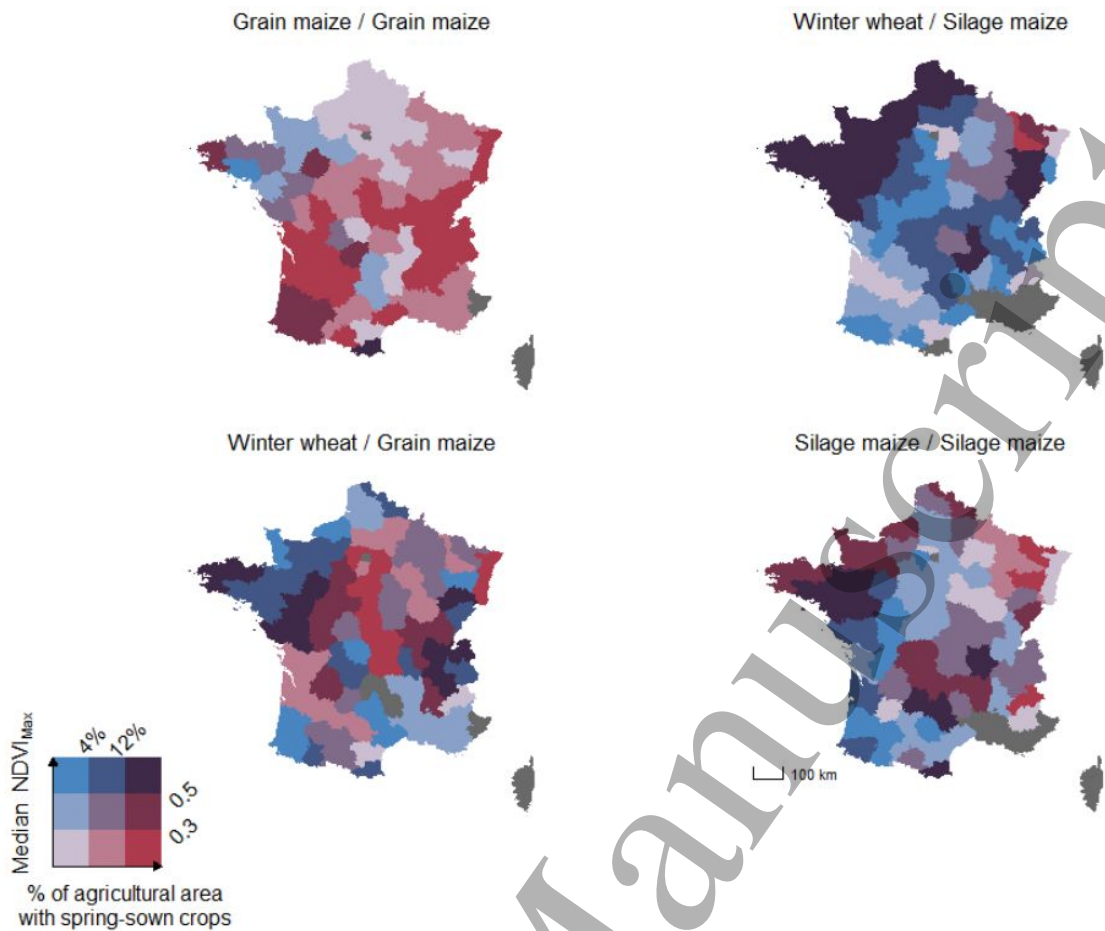 Grain maize / Grain maize
Winter wheat / Silage maize
Winter wheat / Grain maize
Silage maize / Silage maize
4%
12%
Median NDVIMax
0.5
0.3
% of agricultural area
with spring-sown crops
100 km
Manuscri